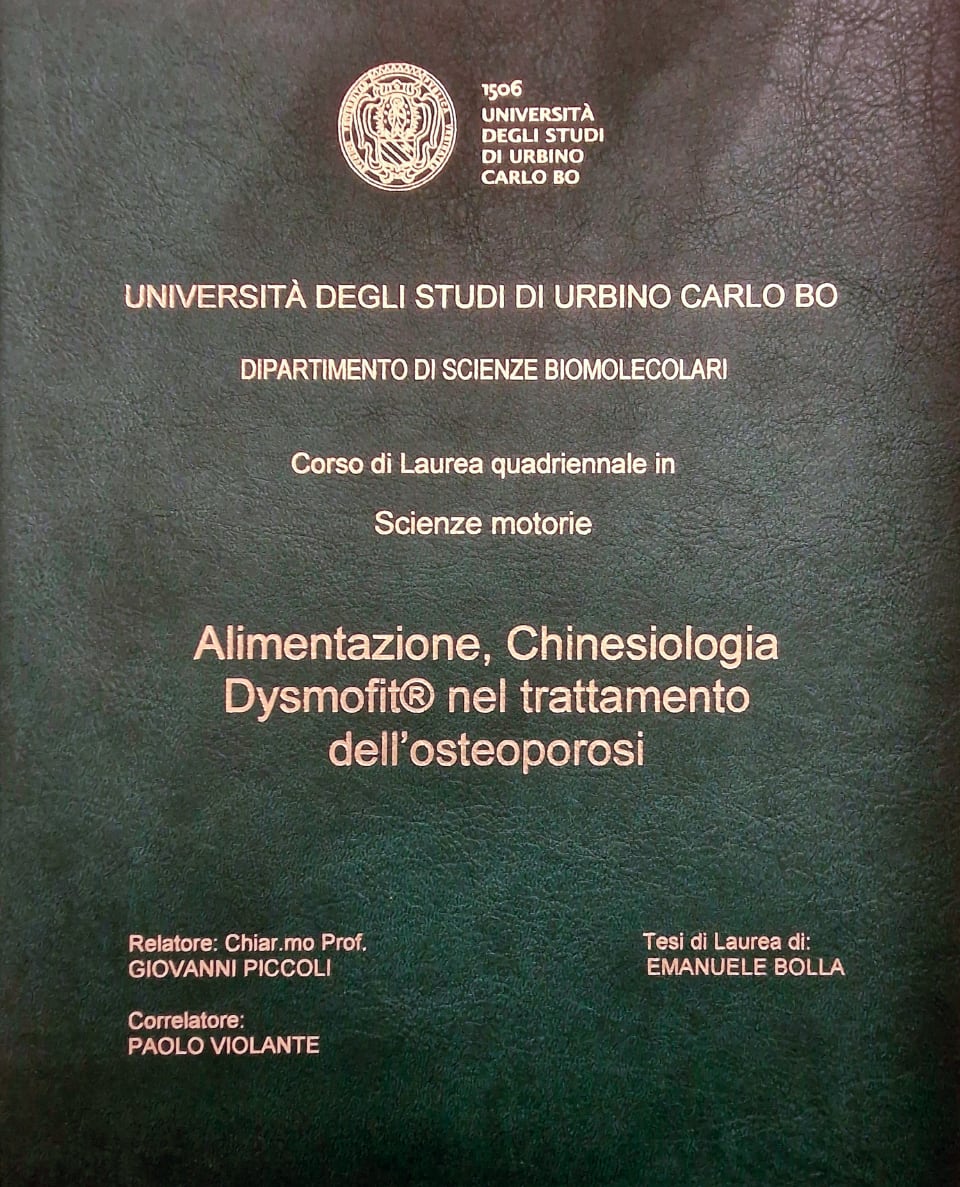 1506
UNIVERSITÀ
DEGLI STUDI
DI URBINO
CARLO BO
UNIVERSITÀ DEGLI STUDI DI URBINO CARLO BO
DIPARTIMENTO DI SCIENZE BIOMOLECOLARI
Corso di Laurea quadriennale in
Scienze motorie
Alimentazione, Chinesiologia
Dysmofit® nel trattamento
dell’osteoporosi
Relatore: Chiar.mo Prof.
GIOVANNI PICCOLI
Correlatore:
PAOLO VIOLANTE
Tesi di Laurea di:
EMANUELE BOLLA